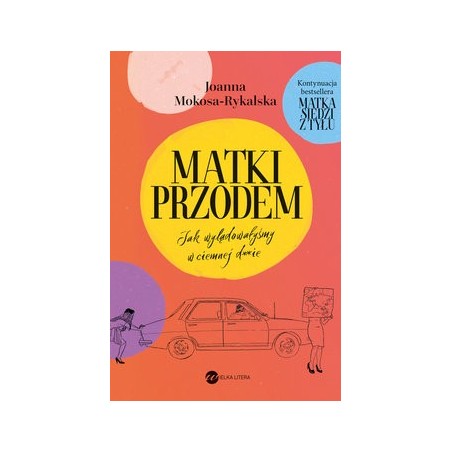 Joanna
Mokosa-Rykalska
Kontynuacja
bestsellera
MATKA
SIEDZI
Z TYŁU
MATKI
PRZODEM
Jak wylądowałyśmy
w ciemnej dupie
WIELKA LITERA